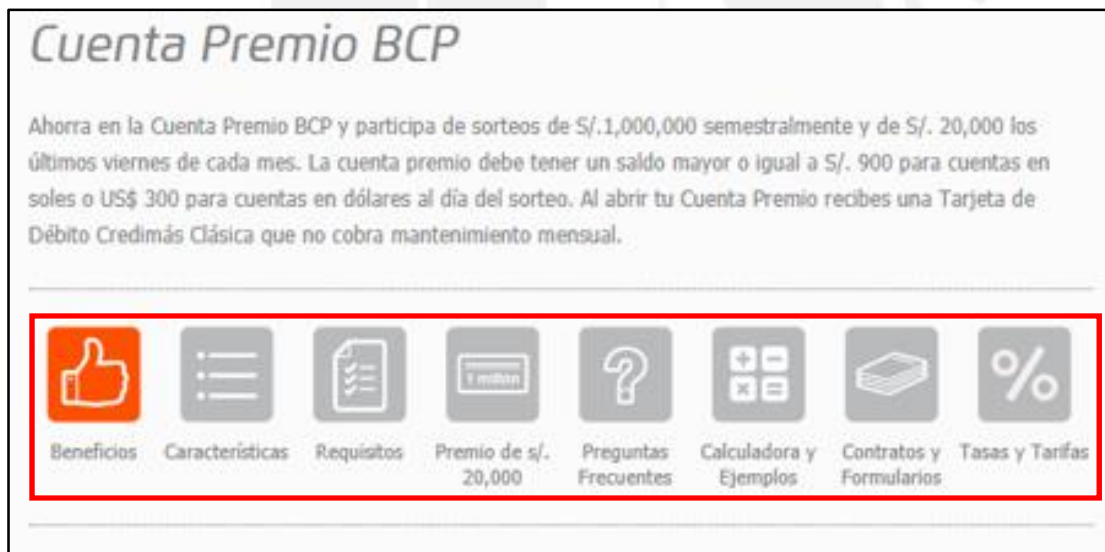 Cuenta Premio BCP
Ahorra en la Cuenta Premio BCP y participa de sorteos de S/.1,000,000 semestralmente y de S/. 20,000 los
últimos viernes de cada mes. La cuenta premio debe tener un saldo mayor o igual a S/. 900 para cuentas en
soles o US$ 300 para cuentas en dólares al día del sorteo. Al abrir tu Cuenta Premio recibes una Tarjeta de
Débito Credimás Clásica que no cobra mantenimiento mensual.
1 millón
Beneficios
Características
Requisitos
Premio de s/.
20,000
Preguntas
Frecuentes
Calculadora y
Ejemplos
Contratos y
Formularios
Tasas y Tarifas